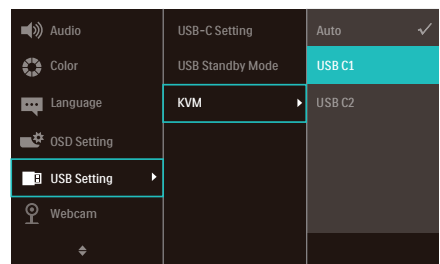 Audio
Color
Language
OSD Setting
USB Setting
Webcam
USB-C Setting
USB Standby Mode
KVM
Auto
USB C1
USB C2